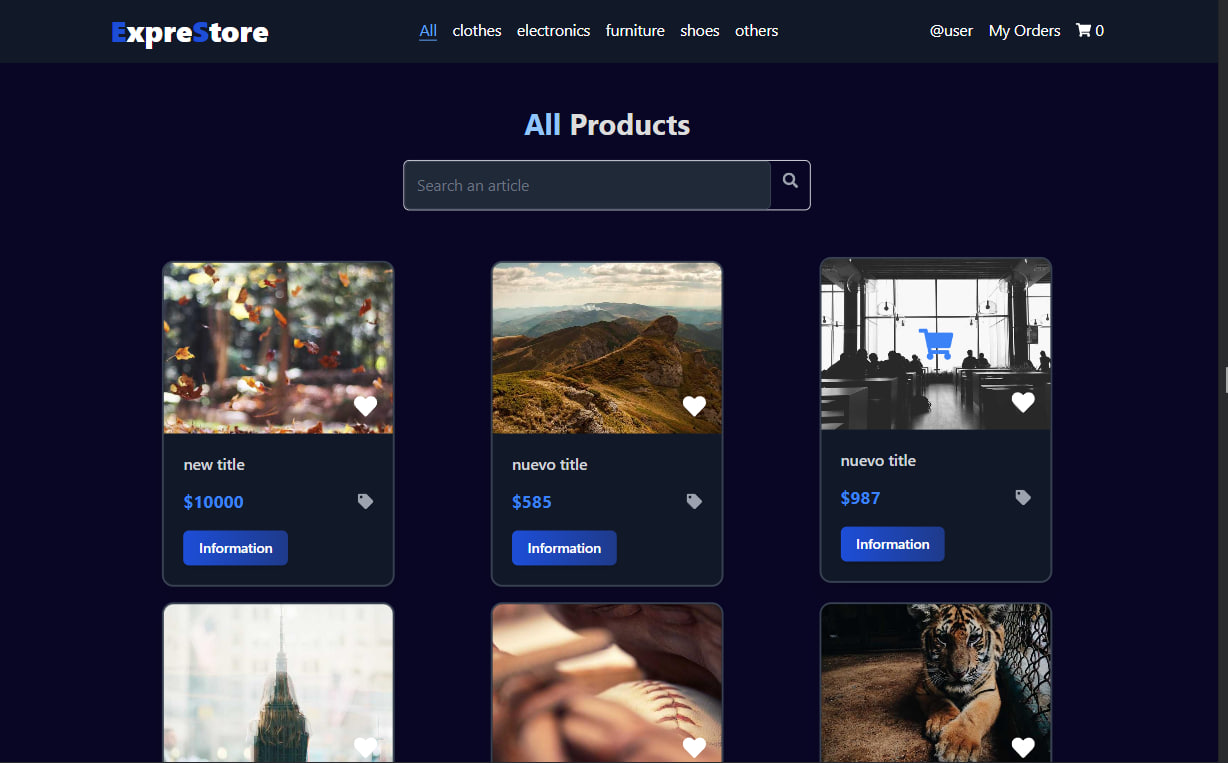 ExpreStore All clothes electronics furniture shoes others @user My Orders 0
All Products
Search an article
new title
$10000
Information
nuevo title
$585
Information
nuevo title
$987
Information